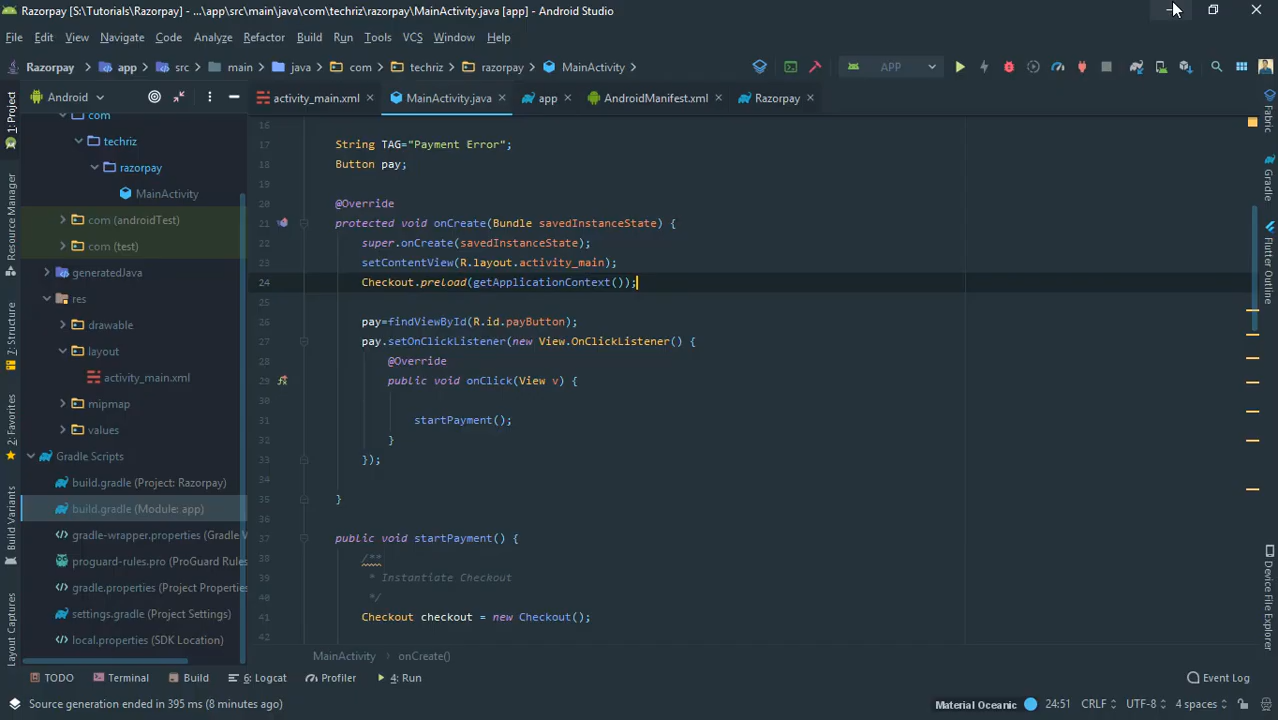 Razorpay [S:\Tutorials\Razorpay] - ...\app\src\main\java\com\techriz\razorpay\MainActivity.java [app] - Android Studio
File Edit View Navigate Code Analyze Refactor Build Run Tools VCS Window Help
Razorpay app src main java com techriz razorpay MainActivity APP
Android activity_main.xml MainActivity.java app AndroidManifest.xml Razorpay
1: Project
Resource Manager
7: Structure
2: Favorites
Build Variants
Layout Captures
com
techriz
razorpay
MainActivity
com (androidTest)
com (test)
generatedJava
res
drawable
layout
activity_main.xml
mipmap
values
Gradle Scripts
build.gradle (Project: Razorpay)
build.gradle (Module: app)
gradle-wrapper.properties (Gradle V
proguard-rules.pro (ProGuard Rules
gradle.properties (Project Properties
settings.gradle (Project Settings)
local.properties (SDK Location)
16
17 String TAG="Payment Error";
18 Button pay;
19
20 @Override
21 protected void onCreate(Bundle savedInstanceState) {
22 super.onCreate(savedInstanceState);
23 setContentView(R.layout.activity_main);
24 Checkout.preload(getApplicationContext());
25
26 pay=findViewById(R.id.payButton);
27 pay.setOnClickListener(new View.OnClickListener() {
28 @Override
29 public void onClick(View v) {
30
31 startPayment();
32 }
33 });
34
35 }
36
37 public void startPayment() {
38 /**
39 * Instantiate Checkout
40 */
41 Checkout checkout = new Checkout();
42
MainActivity onCreate()
Fabric
Gradle
Flutter Outline
Device File Explorer
TODO Terminal Build 6: Logcat Profiler 4: Run Event Log
Source generation ended in 395 ms (8 minutes ago) Material Oceanic 24:51 CRLF UTF-8 4 spaces